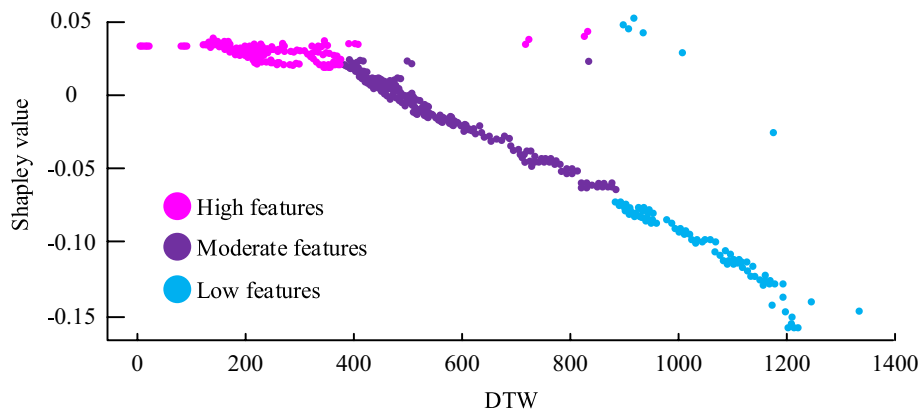 0.05
0
-0.05
-0.10
-0.15
Shapley value
High features
Moderate features
Low features
0 200 400 600 800 1000 1200 1400
DTW